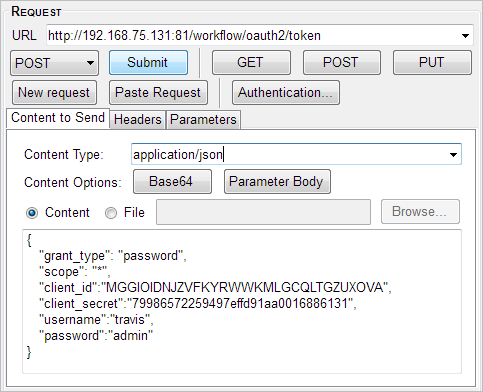 REQUEST
URL http://192.168.75.131:81/workflow/oauth2/token
POST Submit GET POST PUT
New request Paste Request Authentication...
Content to Send Headers Parameters
Content Type: application/json
Content Options: Base64 Parameter Body
Content File Browse...
{
"grant_type": "password",
"scope": "*",
"client_id":"MGGIOIDNJZVFKYRWWKMLGCQLTGZUXOVA",
"client_secret":"79986572259497effd91aa0016886131",
"username":"travis",
"password":"admin"
}